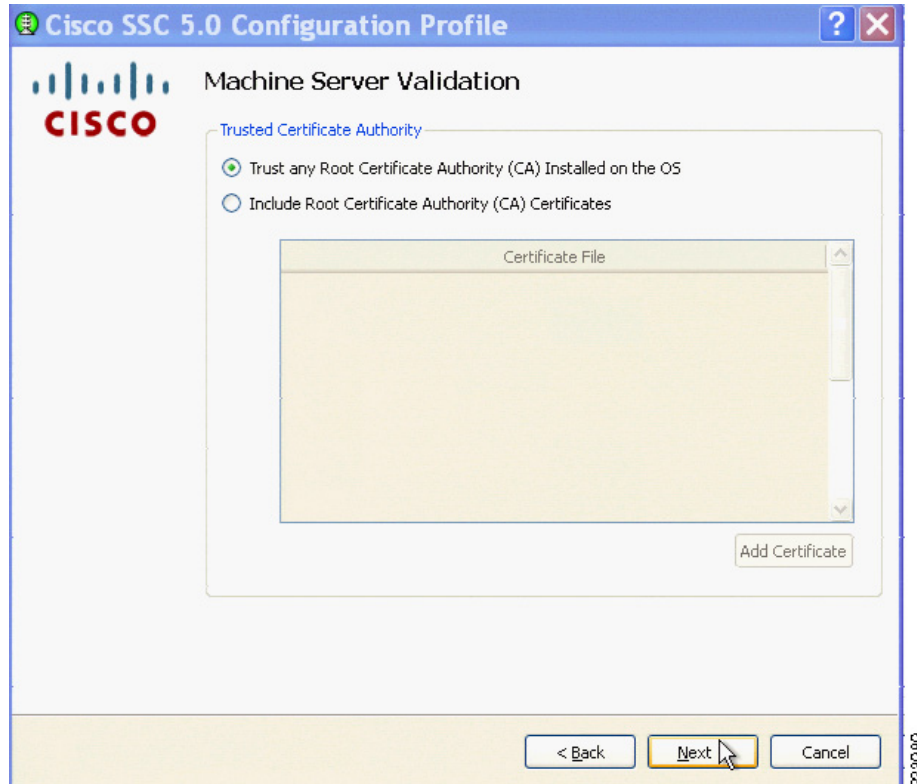 Cisco SSC 5.0 Configuration Profile
?
CISCO
Machine Server Validation
Trusted Certificate Authority
Trust any Root Certificate Authority (CA) Installed on the OS
Include Root Certificate Authority (CA) Certificates
Certificate File
Add Certificate
< Back
Next
Cancel